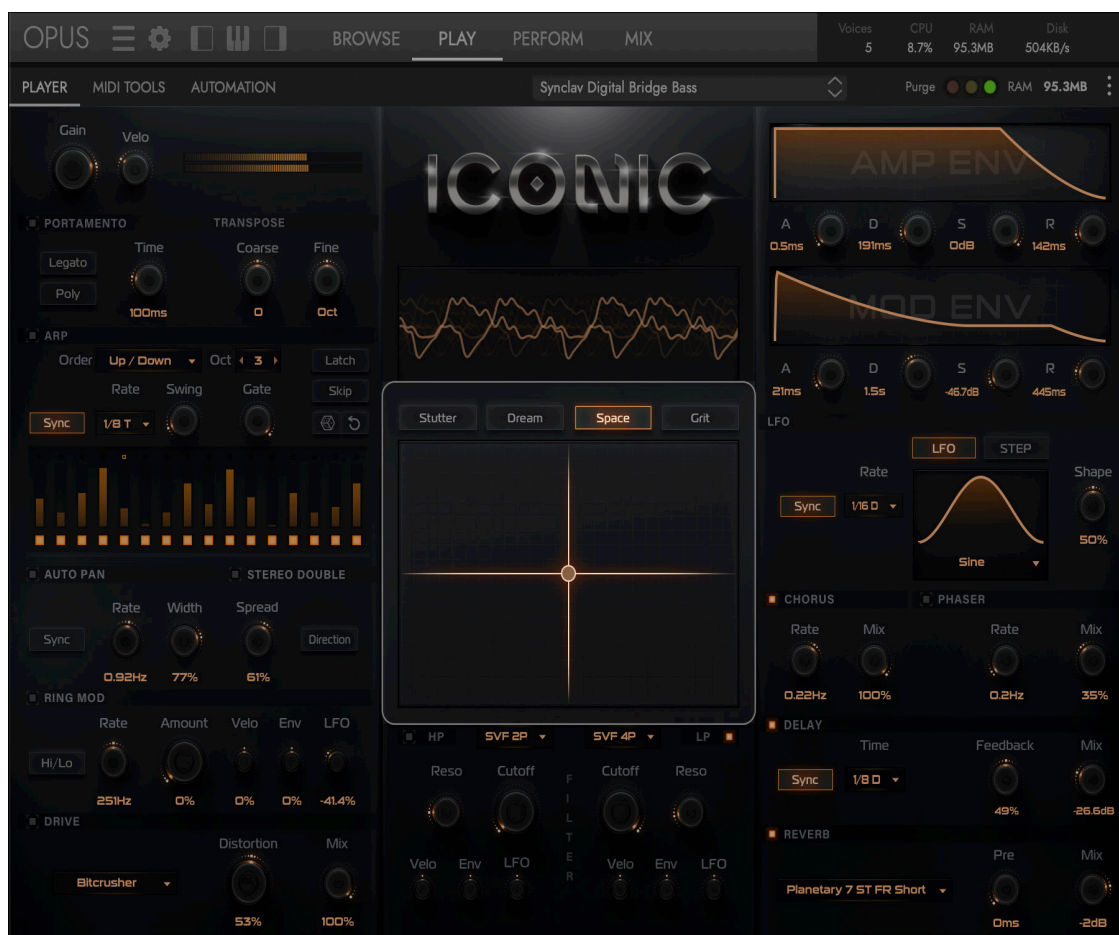 OPUS BROWSE PLAY PERFORM MIX
Voices CPU RAM Disk
5 8.7% 95.3MB 504KB/s
PLAYER MIDI TOOLS AUTOMATION Synclav Digital Bridge Bass Purge RAM 95.3MB
Gain Velo
PORTAMENTO TRANSPOSE
Time Coarse Fine
Legato
Poly
100ms 0 Oct
ARP
Order Up / Down Oct 3 Latch
Rate Swing Gate Skip
Sync 1/8 T
AUTO PAN STEREO DOUBLE
Rate Width Spread
Sync Direction
0.92Hz 77% 61%
RING MOD
Rate Amount Velo Env LFO
Hi/Lo
251Hz 0% 0% 0% -41.4%
DRIVE
Distortion Mix
Bitcrusher
53% 100%
ICONIC
Stutter Dream Space Grit
HP SVF 2P SVF 4P LP
Reso Cutoff Cutoff Reso
FILTER
Velo Env LFO Velo Env LFO
AMP ENV
A D S R
0.5ms 191ms 0dB 142ms
MOD ENV
A D S R
21ms 1.5s -46.7dB 445ms
LFO
LFO STEP
Rate Shape
Sync 1/16 D
50%
Sine
CHORUS PHASER
Rate Mix Rate Mix
0.22Hz 100% 0.2Hz 35%
DELAY
Time Feedback Mix
Sync 1/8 D
49% -26.6dB
REVERB
Pre Mix
Planetary 7 ST FR Short
0ms -2dB